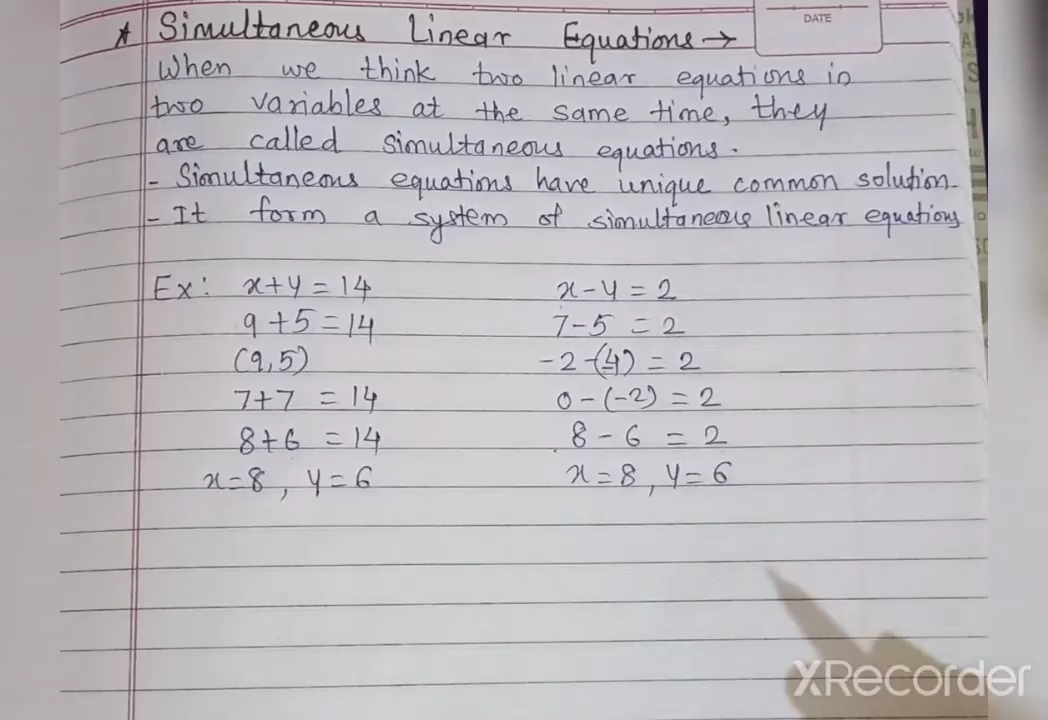 DATE
* Simultaneous Linear Equations →
When we think two linear equations in
two variables at the same time, they
are called simultaneous equations.
- Simultaneous equations have unique common solution.
- It form a system of simultaneous linear equations
Ex: x+y=14 x-y=2
9+5=14 7-5=2
(9,5) -2-(4)=2
7+7=14 0-(-2)=2
8+6=14 8-6=2
x=8, y=6 x=8, y=6
XRecorder